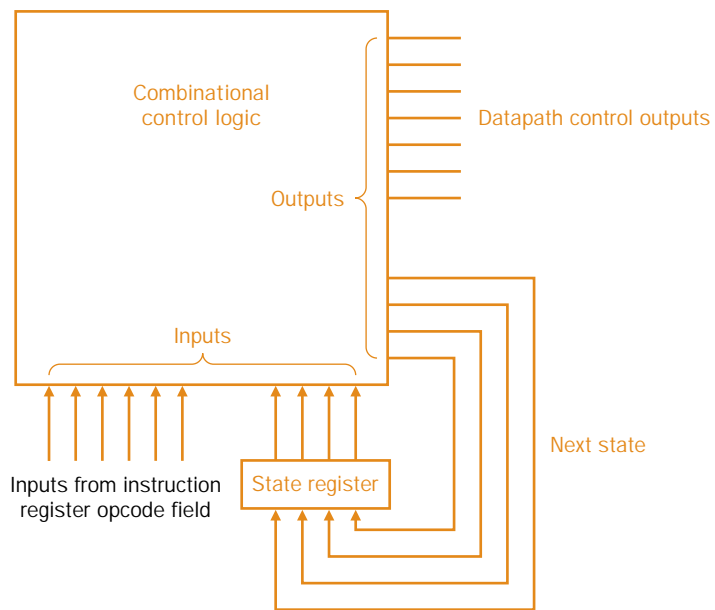 Combinational
control logic
Datapath control outputs
Outputs
Inputs
Next state
Inputs from instruction
register opcode field
State register